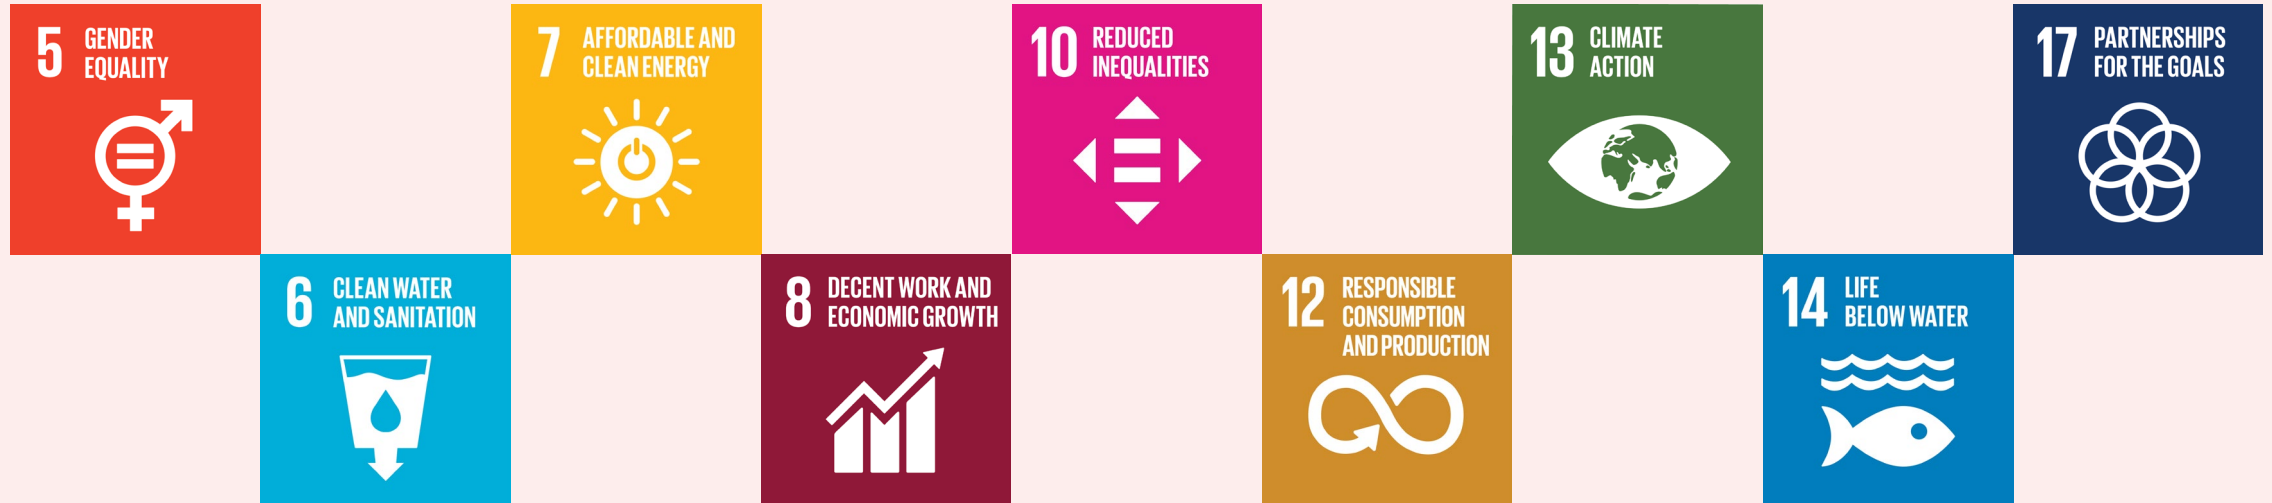 5 GENDER
EQUALITY
6 CLEAN WATER
AND SANITATION
7 AFFORDABLE AND
CLEAN ENERGY
8 DECENT WORK AND
ECONOMIC GROWTH
10 REDUCED
INEQUALITIES
12 RESPONSIBLE
CONSUMPTION
AND PRODUCTION
13 CLIMATE
ACTION
14 LIFE
BELOW WATER
17 PARTNERSHIPS
FOR THE GOALS